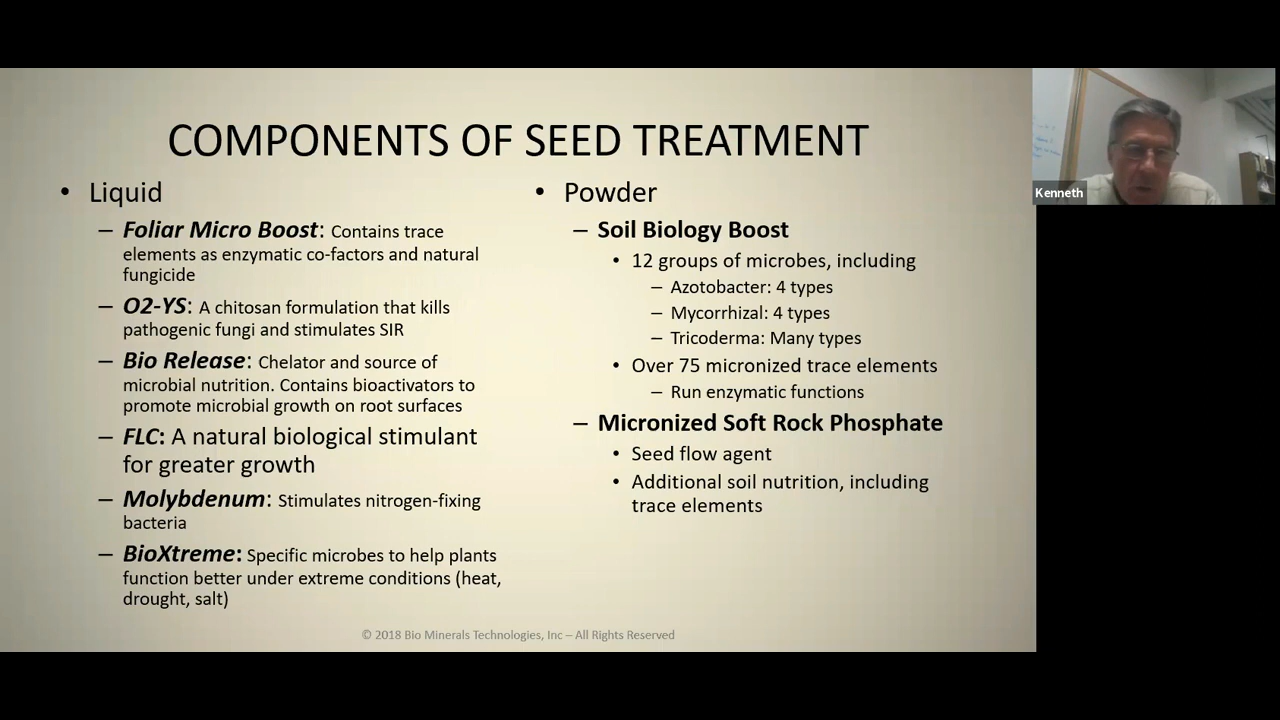 COMPONENTS OF SEED TREATMENT
• Liquid
– Foliar Micro Boost: Contains trace
elements as enzymatic co-factors and natural
fungicide
– O2-YS: A chitosan formulation that kills
pathogenic fungi and stimulates SIR
– Bio Release: Chelator and source of
microbial nutrition. Contains bioactivators to
promote microbial growth on root surfaces
– FLC: A natural biological stimulant
for greater growth
– Molybdenum: Stimulates nitrogen-fixing
bacteria
– BioXtreme: Specific microbes to help plants
function better under extreme conditions (heat,
drought, salt)
• Powder
– Soil Biology Boost
• 12 groups of microbes, including
– Azotobacter: 4 types
– Mycorrhizal: 4 types
– Tricoderma: Many types
• Over 75 micronized trace elements
– Run enzymatic functions
– Micronized Soft Rock Phosphate
• Seed flow agent
• Additional soil nutrition, including
trace elements
© 2018 Bio Minerals Technologies, Inc – All Rights Reserved
Kenneth